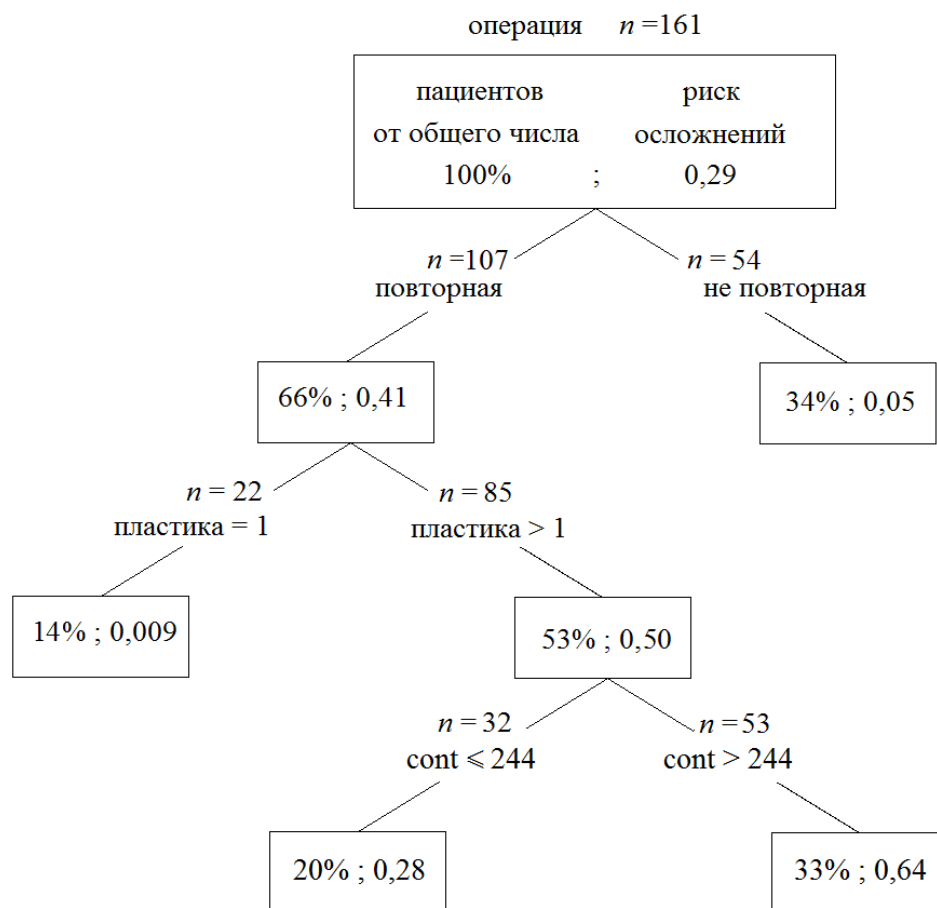 операция n =161
пациентов риск
от общего числа осложнений
100% ; 0,29
n =107 n = 54
повторная не повторная
66% ; 0,41 34% ; 0,05
n = 22 n = 85
пластика = 1 пластика > 1
14% ; 0,009 53% ; 0,50
n = 32 n = 53
cont ⩽ 244 cont > 244
20% ; 0,28 33% ; 0,64